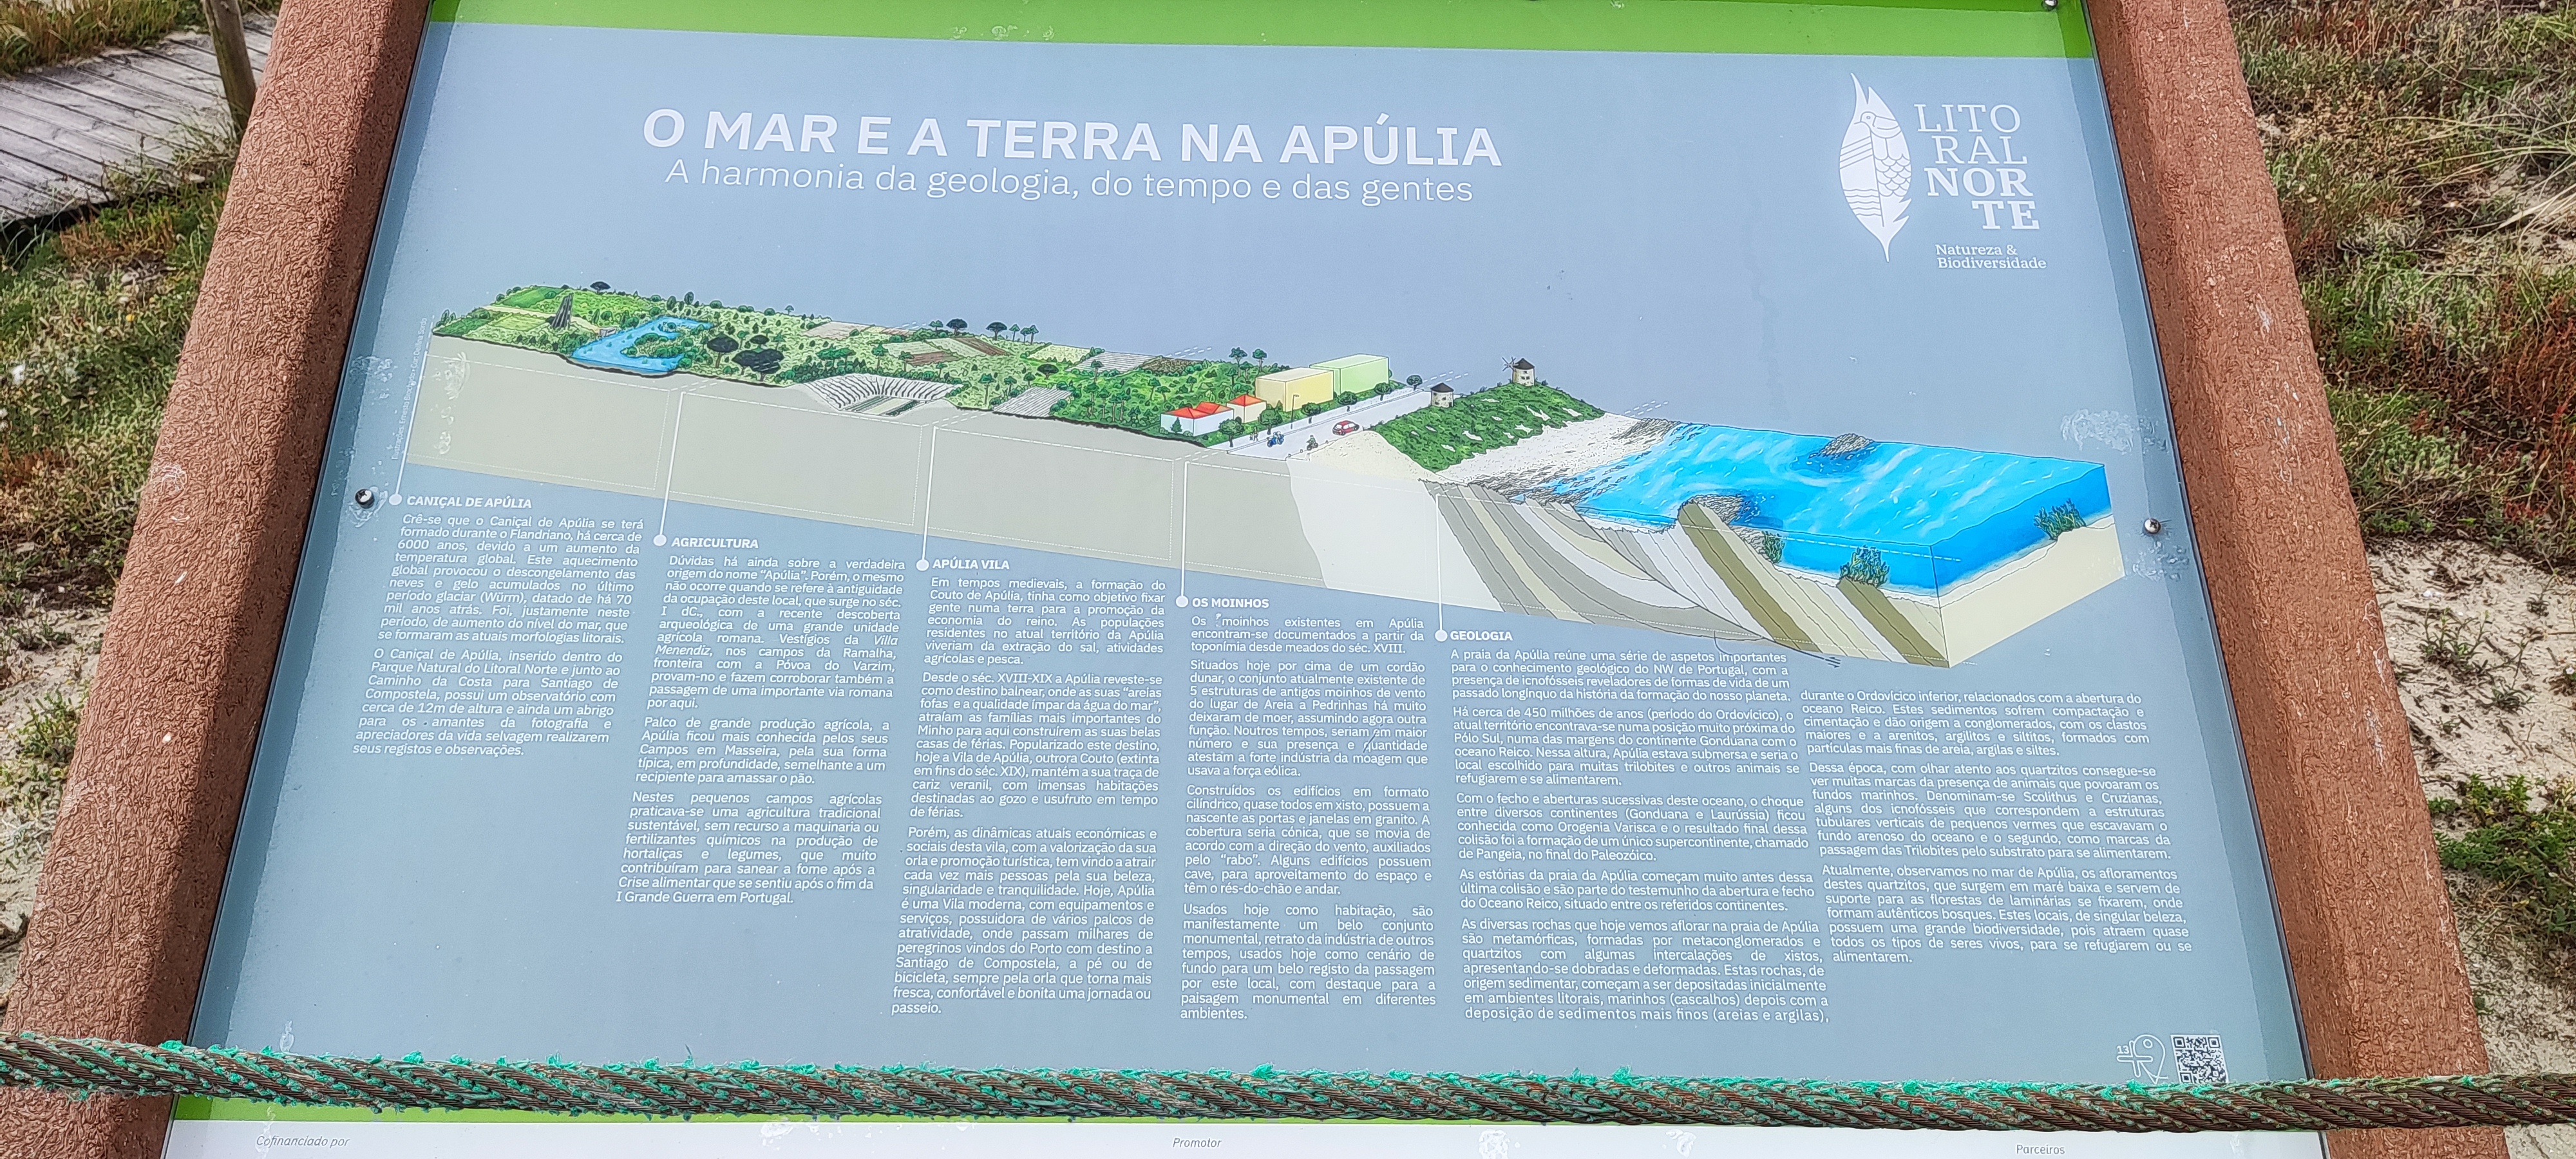 O MAR E A TERRA NA APÚLIA
A harmonia da geologia, do tempo e das gentes
LITO
RAL
NOR
TE
Natureza &
Biodiversidade
CANIÇAL DE APÚLIA
Crê-se que o Caniçal de Apúlia se terá
formado durante o Flandriano, há cerca de
6000 anos, devido a um aumento da
temperatura global. Este aquecimento
global provocou o descongelamento das
neves e gelo acumulados no último
período glaciar (Würm), datado de há 70
mil anos atrás. Foi, justamente neste
período, de aumento do nível do mar, que
se formaram as atuais morfologias litorais.
O Caniçal de Apúlia, inserido dentro do
Parque Natural do Litoral Norte e junto ao
Caminho da Costa para Santiago de
Compostela, possui um observatório com
cerca de 12m de altura e ainda um abrigo
para os amantes da fotografia e
apreciadores da vida selvagem realizarem
seus registos e observações.
AGRICULTURA
Dúvidas há ainda sobre a verdadeira
origem do nome “Apúlia”. Porém, o mesmo
não ocorre quando se refere à antiguidade
da ocupação deste local, que surge no séc.
I dC., com a recente descoberta
arqueológica de uma grande unidade
agrícola romana. Vestígios da Villa
Menendiz, nos campos da Ramalha,
fronteira com a Póvoa do Varzim,
provam-no e fazem corroborar também a
passagem de uma importante via romana
por aqui.
Palco de grande produção agrícola, a
Apúlia ficou mais conhecida pelos seus
Campos em Masseira, pela sua forma
típica, em profundidade, semelhante a um
recipiente para amassar o pão.
Nestes pequenos campos agrícolas
praticava-se uma agricultura tradicional
sustentável, sem recurso a maquinaria ou
fertilizantes químicos na produção de
hortaliças e legumes, que muito
contribuíram para sanear a fome após a
Crise alimentar que se sentiu após o fim da
I Grande Guerra em Portugal.
APÚLIA VILA
Em tempos medievais, a formação do
Couto de Apúlia, tinha como objetivo fixar
gente numa terra para a promoção da
economia do reino. As populações
residentes no atual território da Apúlia
viveriam da extração do sal, atividades
agrícolas e pesca.
Desde o séc. XVIII-XIX a Apúlia reveste-se
como destino balnear, onde as suas “areias
fofas e a qualidade ímpar da água do mar”,
atraíam as famílias mais importantes do
Minho para aqui construírem as suas belas
casas de férias. Popularizado este destino,
hoje a Vila de Apúlia, outrora Couto (extinta
em fins do séc. XIX), mantém a sua traça de
cariz veranil, com imensas habitações
destinadas ao gozo e usufruto em tempo
de férias.
Porém, as dinâmicas atuais económicas e
sociais desta vila, com a valorização da sua
orla e promoção turística, tem vindo a atrair
cada vez mais pessoas pela sua beleza,
singularidade e tranquilidade. Hoje, Apúlia
é uma Vila moderna, com equipamentos e
serviços, possuidora de vários palcos de
atratividade, onde passam milhares de
peregrinos vindos do Porto com destino a
Santiago de Compostela, a pé ou de
bicicleta, sempre pela orla que torna mais
fresca, confortável e bonita uma jornada ou
passeio.
OS MOINHOS
Os moinhos existentes em Apúlia
encontram-se documentados a partir da
toponímia desde meados do séc. XVIII.
Situados hoje por cima de um cordão
dunar, o conjunto atualmente existente de
5 estruturas de antigos moinhos de vento
do lugar de Areia a Pedrinhas há muito
deixaram de moer, assumindo agora outra
função. Noutros tempos, seriam em maior
número e sua presença e quantidade
atestam a forte indústria da moagem que
usava a força eólica.
Construídos os edifícios em formato
cilíndrico, quase todos em xisto, possuem a
nascente as portas e janelas em granito. A
cobertura seria cónica, que se movia de
acordo com a direção do vento, auxiliados
pelo “rabo”. Alguns edifícios possuem
cave, para aproveitamento do espaço e
têm o rés-do-chão e andar.
Usados hoje como habitação, são
manifestamente um belo conjunto
monumental, retrato da indústria de outros
tempos, usados hoje como cenário de
fundo para um belo registo da passagem
por este local, com destaque para a
paisagem monumental em diferentes
ambientes.
GEOLOGIA
A praia da Apúlia reúne uma série de aspetos importantes
para o conhecimento geológico do NW de Portugal, com a
presença de icnofósseis reveladores de formas de vida de um
passado longínquo da história da formação do nosso planeta.
Há cerca de 450 milhões de anos (período do Ordovícico), o
atual território encontrava-se numa posição muito próxima do
Pólo Sul, numa das margens do continente Gonduana com o
oceano Reico. Nessa altura, Apúlia estava submersa e seria o
local escolhido para muitas trilobites e outros animais se
refugiarem e se alimentarem.
Com o fecho e aberturas sucessivas deste oceano, o choque
entre diversos continentes (Gonduana e Laurússia) ficou
conhecida como Orogenia Varisca e o resultado final dessa
colisão foi a formação de um único supercontinente, chamado
de Pangeia, no final do Paleozóico.
As estórias da praia da Apúlia começam muito antes dessa
última colisão e são parte do testemunho da abertura e fecho
do Oceano Reico, situado entre os referidos continentes.
As diversas rochas que hoje vemos aflorar na praia de Apúlia
são metamórficas, formadas por metaconglomerados e
quartzitos com algumas intercalações de xistos,
apresentando-se dobradas e deformadas. Estas rochas, de
origem sedimentar, começam a ser depositadas inicialmente
em ambientes litorais, marinhos (cascalhos) depois com a
deposição de sedimentos mais finos (areias e argilas),
durante o Ordovícico inferior, relacionados com a abertura do
oceano Reico. Estes sedimentos sofrem compactação e
cimentação e dão origem a conglomerados, com os clastos
maiores e a arenitos, argilitos e siltitos, formados com
partículas mais finas de areia, argilas e siltes.
Dessa época, com olhar atento aos quartzitos consegue-se
ver muitas marcas da presença de animais que povoaram os
fundos marinhos. Denominam-se Scolithus e Cruzianas,
alguns dos icnofósseis que correspondem a estruturas
tubulares verticais de pequenos vermes que escavavam o
fundo arenoso do oceano e o segundo, como marcas da
passagem das Trilobites pelo substrato para se alimentarem.
Atualmente, observamos no mar de Apúlia, os afloramentos
destes quartzitos, que surgem em maré baixa e servem de
suporte para as florestas de laminárias se fixarem, onde
formam autênticos bosques. Estes locais, de singular beleza,
possuem uma grande biodiversidade, pois atraem quase
todos os tipos de seres vivos, para se refugiarem ou se
alimentarem.
13
Cofinanciado por
Promotor
Parceiros